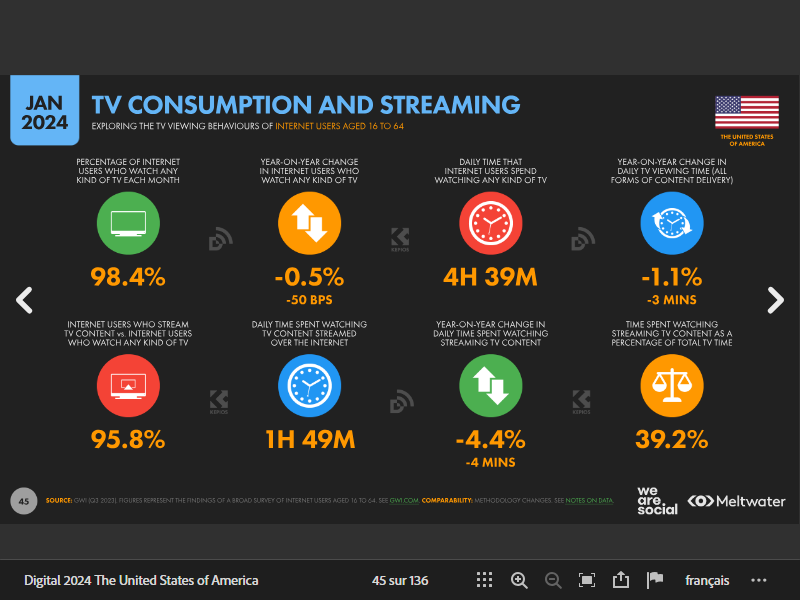 JAN
2024
TV CONSUMPTION AND STREAMING
EXPLORING THE TV VIEWING BEHAVIOURS OF INTERNET USERS AGED 16 TO 64
THE UNITED STATES
OF AMERICA
PERCENTAGE OF INTERNET
USERS WHO WATCH ANY
KIND OF TV EACH MONTH
98.4%
YEAR-ON-YEAR CHANGE
IN INTERNET USERS WHO
WATCH ANY KIND OF TV
-0.5%
-50 BPS
KEPIOS
DAILY TIME THAT
INTERNET USERS SPEND
WATCHING ANY KIND OF TV
4H 39M
YEAR-ON-YEAR CHANGE IN
DAILY TV VIEWING TIME (ALL
FORMS OF CONTENT DELIVERY)
-1.1%
-3 MINS
INTERNET USERS WHO STREAM
TV CONTENT vs. INTERNET USERS
WHO WATCH ANY KIND OF TV
95.8%
KEPIOS
DAILY TIME SPENT WATCHING
TV CONTENT STREAMED
OVER THE INTERNET
1H 49M
YEAR-ON-YEAR CHANGE IN
DAILY TIME SPENT WATCHING
STREAMING TV CONTENT
-4.4%
-4 MINS
KEPIOS
TIME SPENT WATCHING
STREAMING TV CONTENT AS A
PERCENTAGE OF TOTAL TV TIME
39.2%
45
SOURCE: GWI (Q3 2023). FIGURES REPRESENT THE FINDINGS OF A BROAD SURVEY OF INTERNET USERS AGED 16 TO 64. SEE GWI.COM. COMPARABILITY: METHODOLOGY CHANGES. SEE NOTES ON DATA.
we
are.
social
Meltwater
Digital 2024 The United States of America
45 sur 136
français